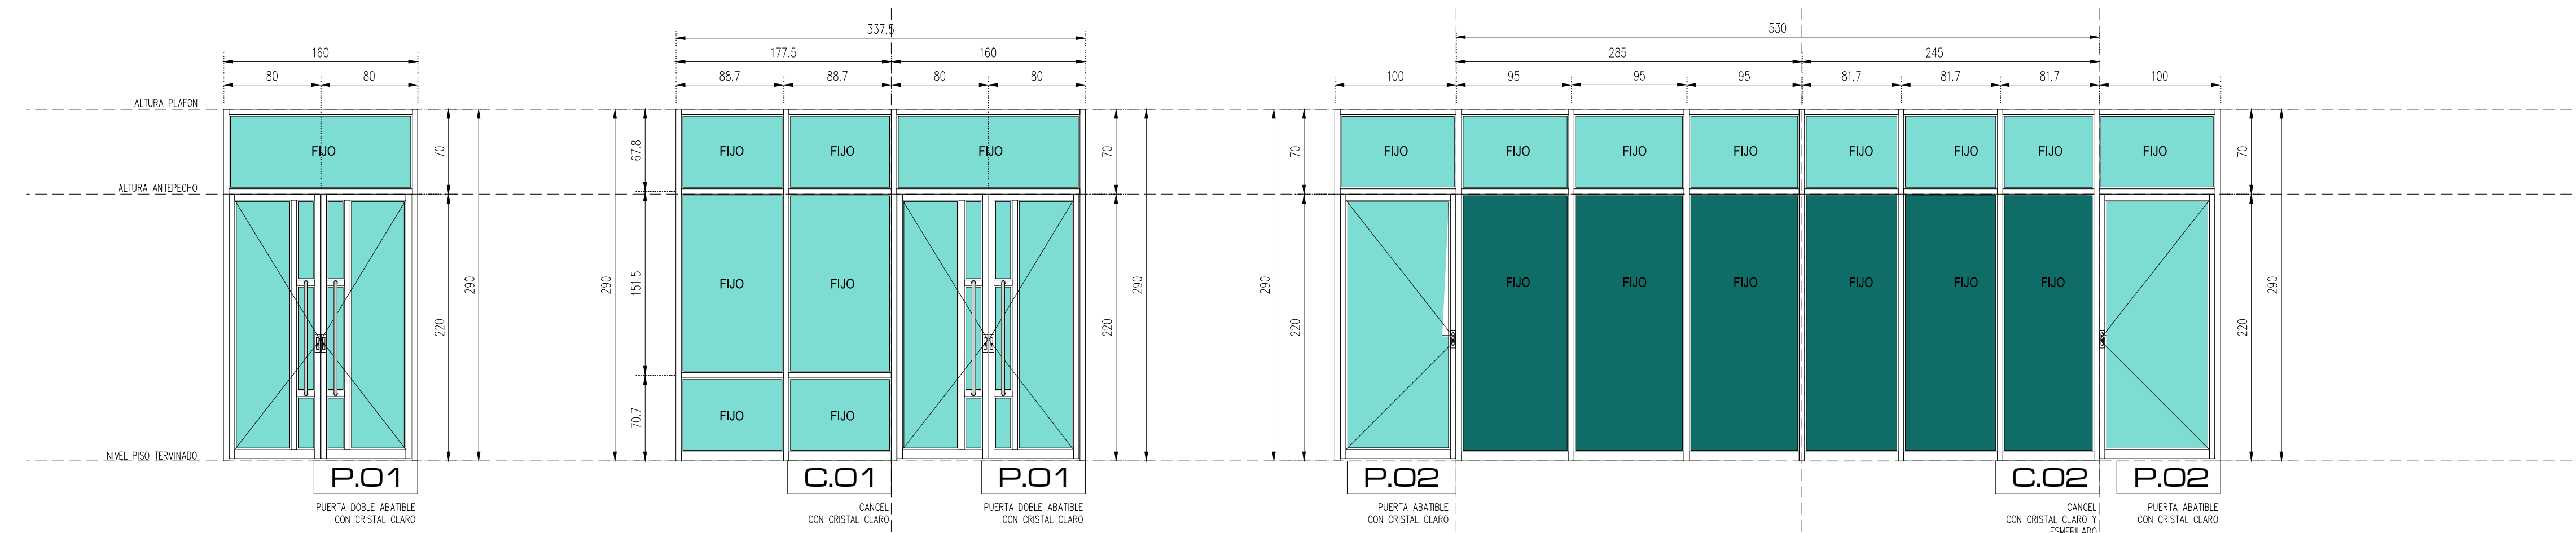 337.5
530
160
177.5
160
285
245
80
80
88.7
88.7
80
80
100
95
95
95
81.7
81.7
81.7
100
ALTURA PLAFON
FIJO
70
67.8
FIJO
FIJO
FIJO
70
70
FIJO
FIJO
FIJO
FIJO
FIJO
FIJO
FIJO
FIJO
70
ALTURA ANTEPECHO
290
220
290
151.5
FIJO
FIJO
290
220
290
220
FIJO
FIJO
FIJO
FIJO
FIJO
FIJO
290
220
70.7
FIJO
FIJO
NIVEL PISO TERMINADO
P.01
C.01
P.01
P.02
C.02
P.02
PUERTA DOBLE ABATIBLE
CON CRISTAL CLARO
CANCEL
CON CRISTAL CLARO
PUERTA DOBLE ABATIBLE
CON CRISTAL CLARO
PUERTA ABATIBLE
CON CRISTAL CLARO
CANCEL
CON CRISTAL CLARO Y
ESMERILADO
PUERTA ABATIBLE
CON CRISTAL CLARO